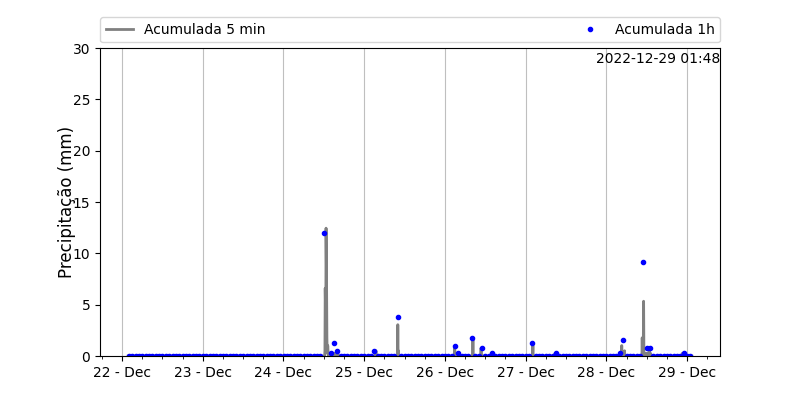 Acumulada 5 min
Acumulada 1h
2022-12-29 01:48
Precipitação (mm)
30
25
20
15
10
5
0
22 - Dec
23 - Dec
24 - Dec
25 - Dec
26 - Dec
27 - Dec
28 - Dec
29 - Dec